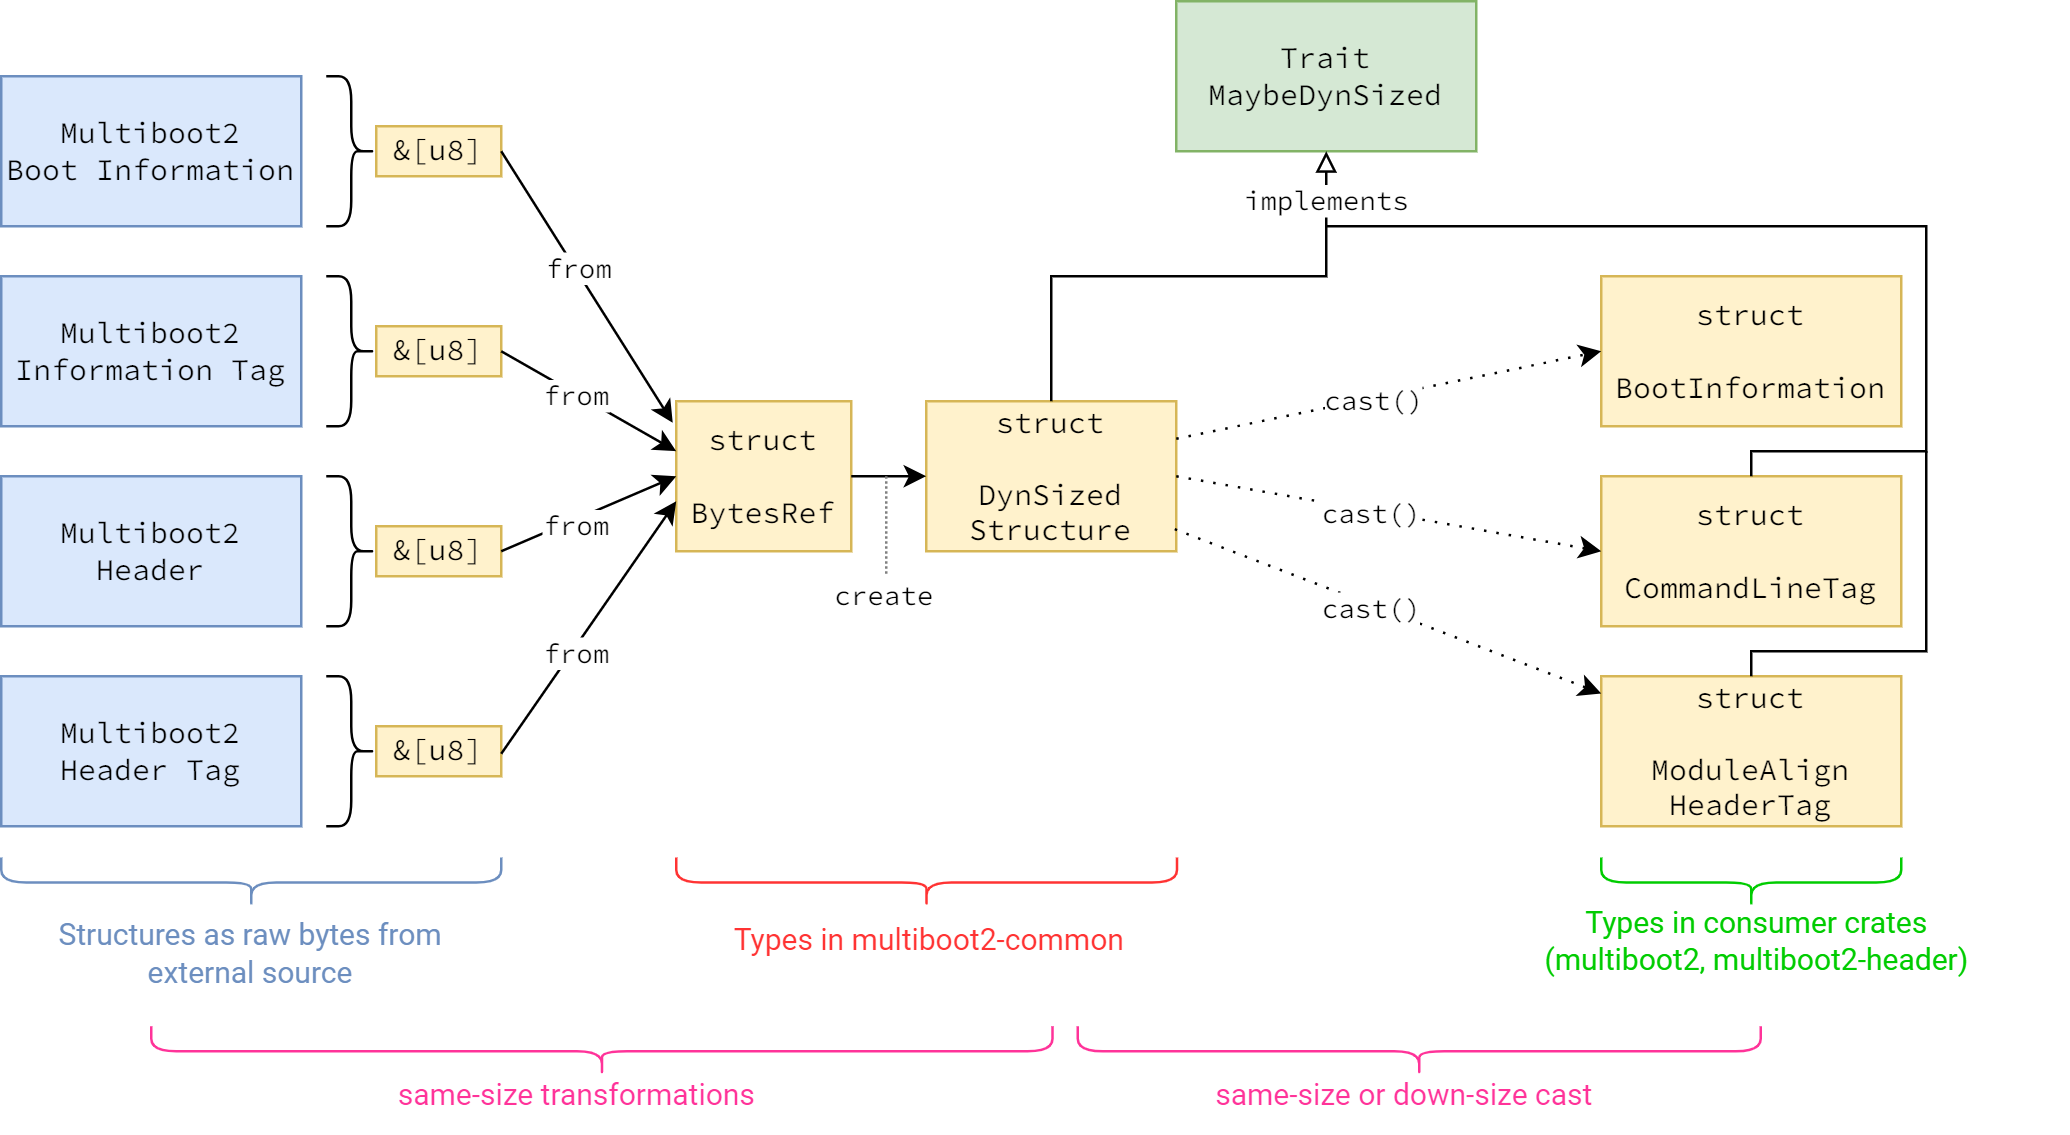 Trait
MaybeDynSized
implements
Multiboot2
Boot Information
&[u8]
from
Multiboot2
Information Tag
&[u8]
from
Multiboot2
Header
&[u8]
from
Multiboot2
Header Tag
&[u8]
from
struct
BytesRef
create
struct
DynSized
Structure
cast()
cast()
cast()
struct
BootInformation
struct
CommandLineTag
struct
ModuleAlign
HeaderTag
Structures as raw bytes from
external source
Types in multiboot2-common
Types in consumer crates
(multiboot2, multiboot2-header)
same-size transformations
same-size or down-size cast